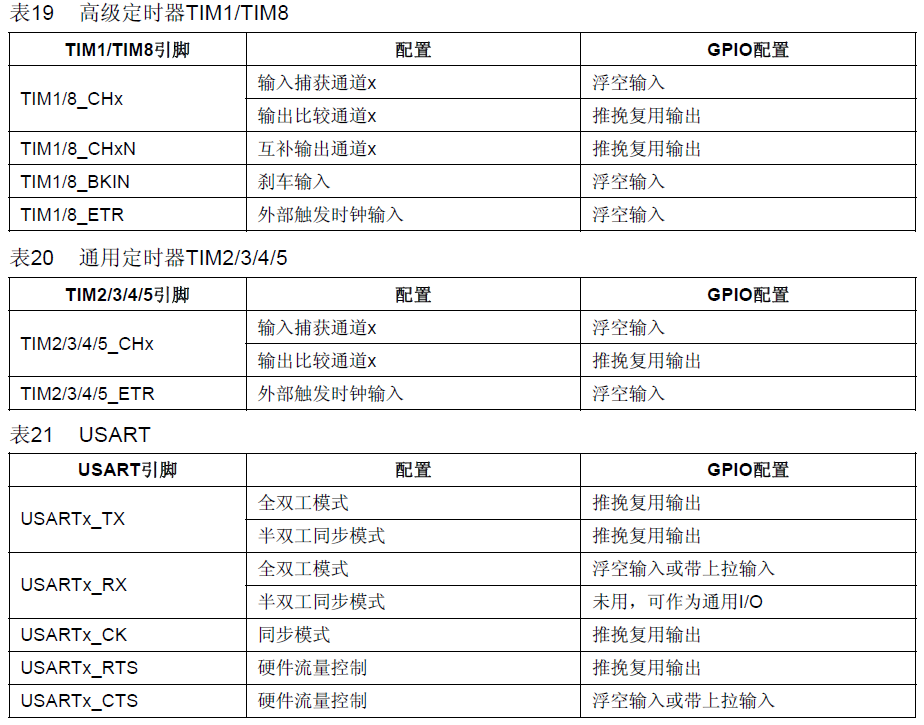 表19 高级定时器TIM1/TIM8
TIM1/TIM8引脚 配置 GPIO配置
TIM1/8_CHx 输入捕获通道x 浮空输入
输出比较通道x 推挽复用输出
TIM1/8_CHxN 互补输出通道x 推挽复用输出
TIM1/8_BKIN 刹车输入 浮空输入
TIM1/8_ETR 外部触发时钟输入 浮空输入
表20 通用定时器TIM2/3/4/5
TIM2/3/4/5引脚 配置 GPIO配置
TIM2/3/4/5_CHx 输入捕获通道x 浮空输入
输出比较通道x 推挽复用输出
TIM2/3/4/5_ETR 外部触发时钟输入 浮空输入
表21 USART
USART引脚 配置 GPIO配置
USARTx_TX 全双工模式 推挽复用输出
半双工同步模式 推挽复用输出
USARTx_RX 全双工模式 浮空输入或带上拉输入
半双工同步模式 未用，可作为通用I/O
USARTx_CK 同步模式 推挽复用输出
USARTx_RTS 硬件流量控制 推挽复用输出
USARTx_CTS 硬件流量控制 浮空输入或带上拉输入